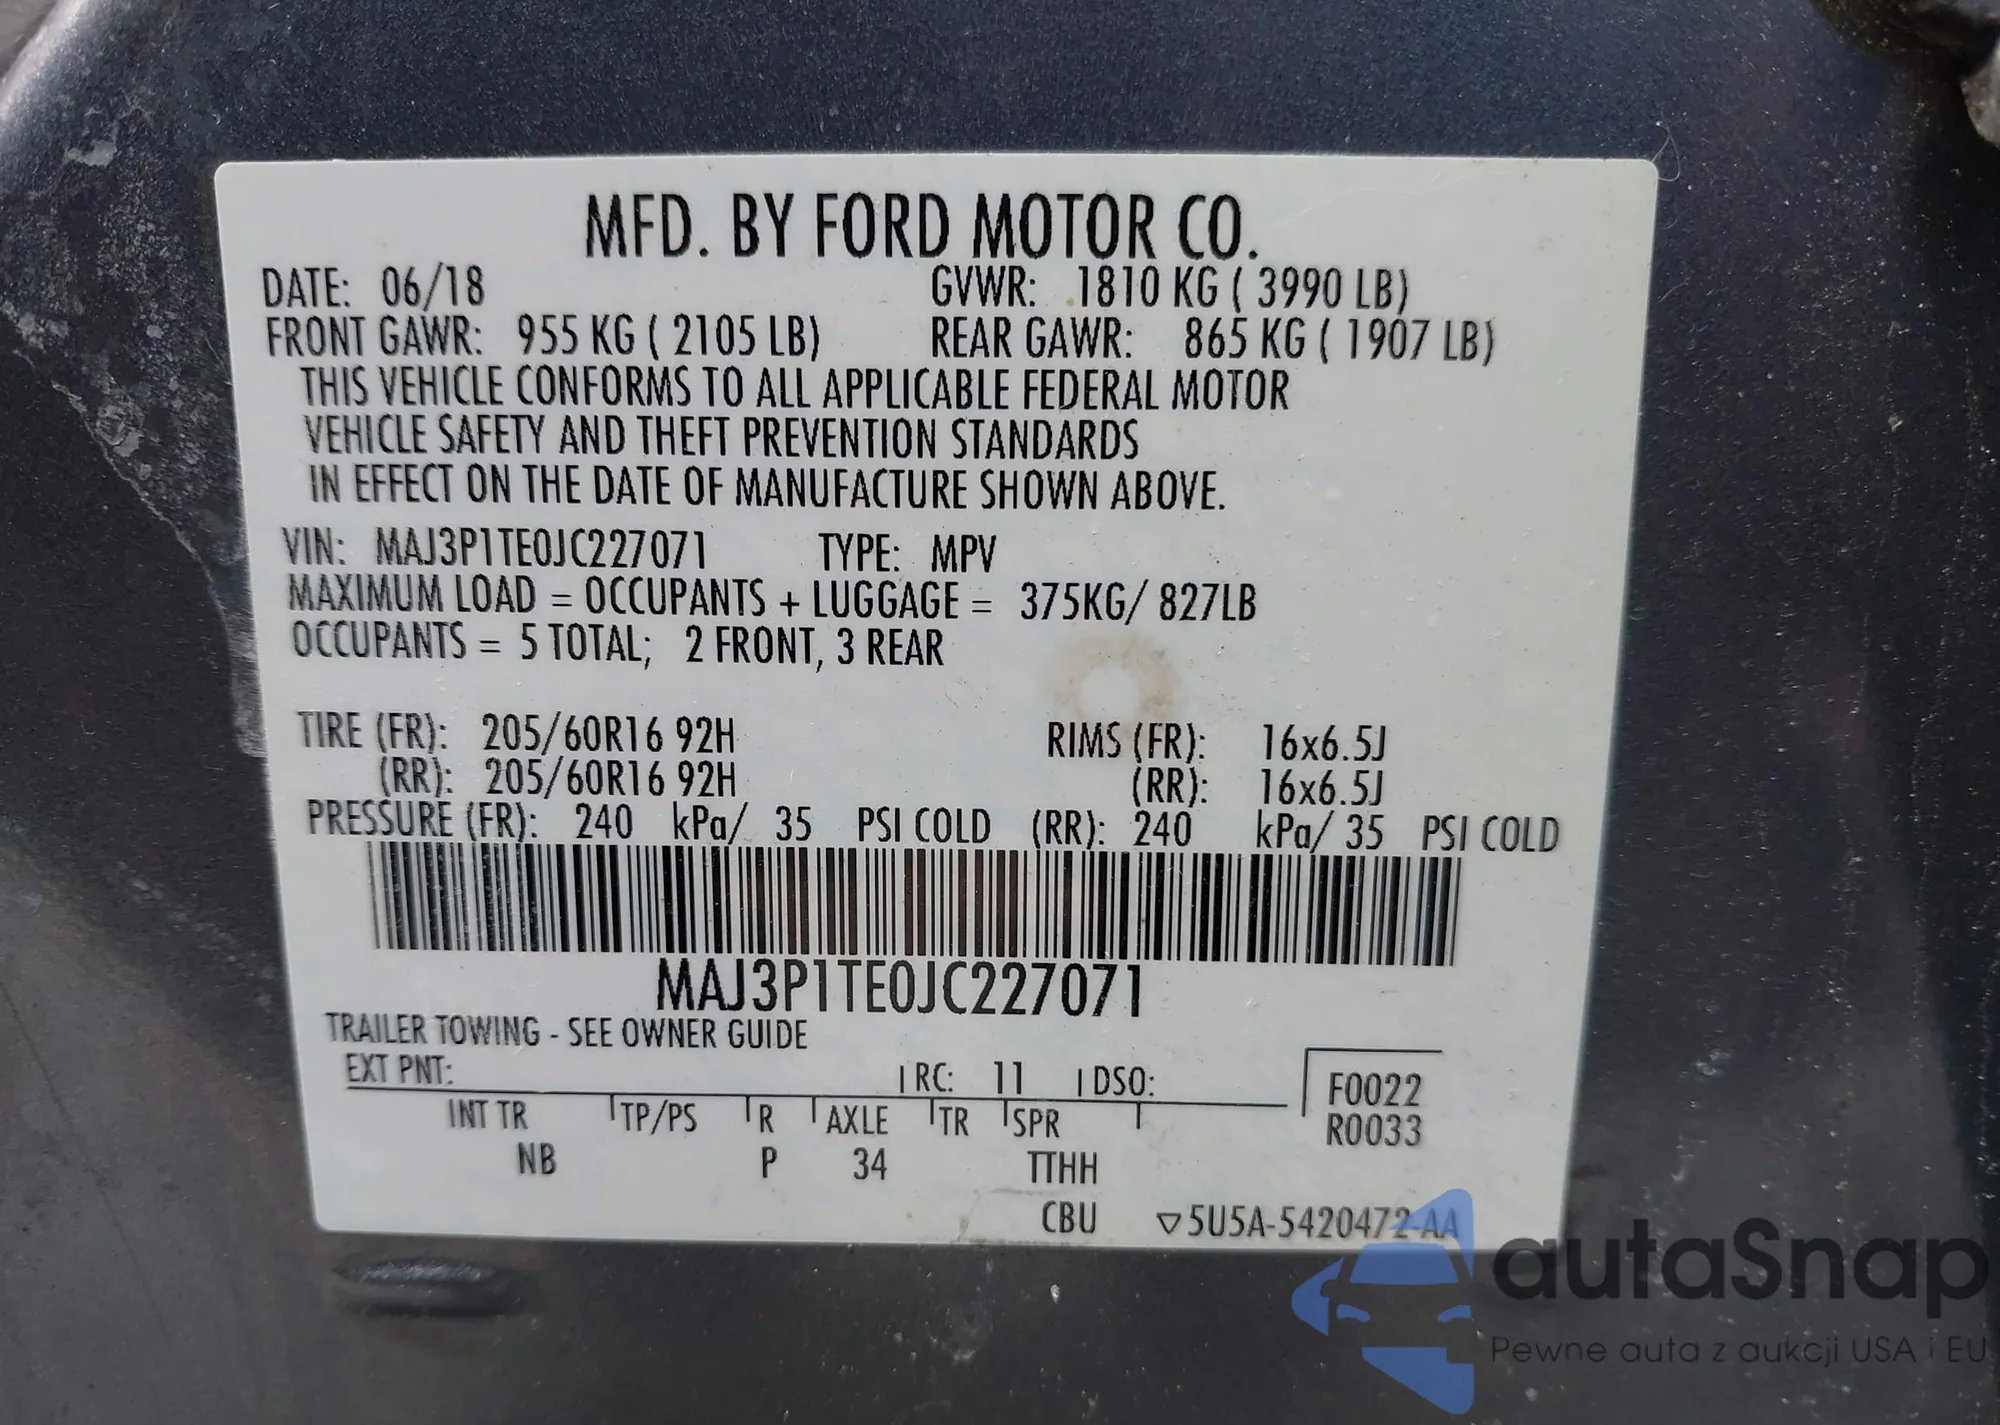 MFD. BY FORD MOTOR CO.
DATE: 06/18 GVWR: 1810 KG ( 3990 LB)
FRONT GAWR: 955 KG ( 2105 LB) REAR GAWR: 865 KG ( 1907 LB)
THIS VEHICLE CONFORMS TO ALL APPLICABLE FEDERAL MOTOR
VEHICLE SAFETY AND THEFT PREVENTION STANDARDS
IN EFFECT ON THE DATE OF MANUFACTURE SHOWN ABOVE.
VIN: MAJ3P1TE0JC227071 TYPE: MPV
MAXIMUM LOAD = OCCUPANTS + LUGGAGE = 375KG/ 827LB
OCCUPANTS = 5 TOTAL; 2 FRONT, 3 REAR
TIRE (FR): 205/60R16 92H RIMS (FR): 16x6.5J
(RR): 205/60R16 92H (RR): 16x6.5J
PRESSURE (FR): 240 kPa/ 35 PSI COLD (RR): 240 kPa/ 35 PSI COLD
MAJ3P1TE0JC227071
TRAILER TOWING - SEE OWNER GUIDE
EXT PNT: RC: 11 DSO: F0022
INT TR TP/PS R AXLE TR SPR R0033
NB P 34 TTHH
CBU ▽5U5A-5420472-AA
autaSnap
Pewne auta z aukcji USA i EU